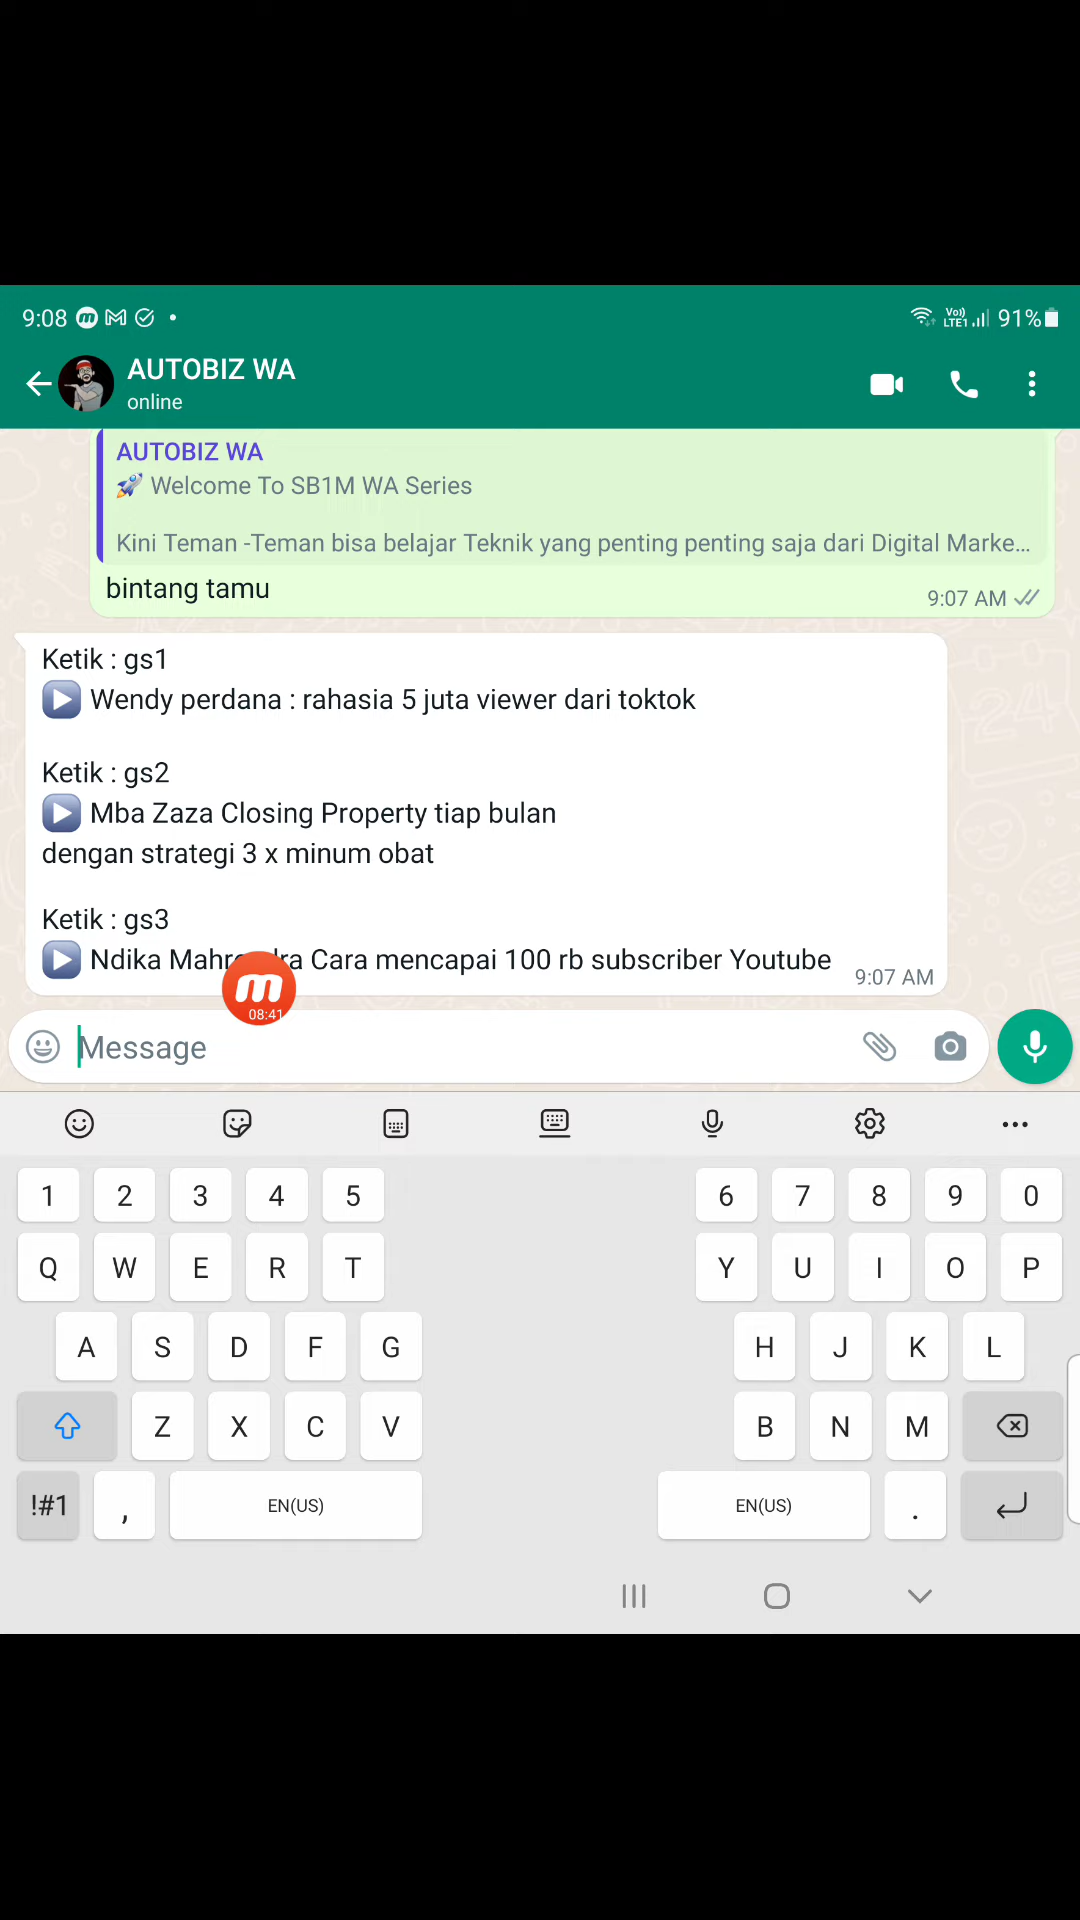 9:08
Vo)) LTE1 91%
AUTOBIZ WA
online
AUTOBIZ WA
🚀 Welcome To SB1M WA Series
Kini Teman -Teman bisa belajar Teknik yang penting penting saja dari Digital Marke...
bintang tamu
9:07 AM
Ketik : gs1
▶️ Wendy perdana : rahasia 5 juta viewer dari toktok
Ketik : gs2
▶️ Mba Zaza Closing Property tiap bulan
dengan strategi 3 x minum obat
Ketik : gs3
▶️ Ndika Cara mencapai 100 rb subscriber Youtube
9:07 AM
m
08:41
Message
1 2 3 4 5 6 7 8 9 0
Q W E R T Y U I O P
A S D F G H J K L
Z X C V B N M
!#1 , EN(US) EN(US) .